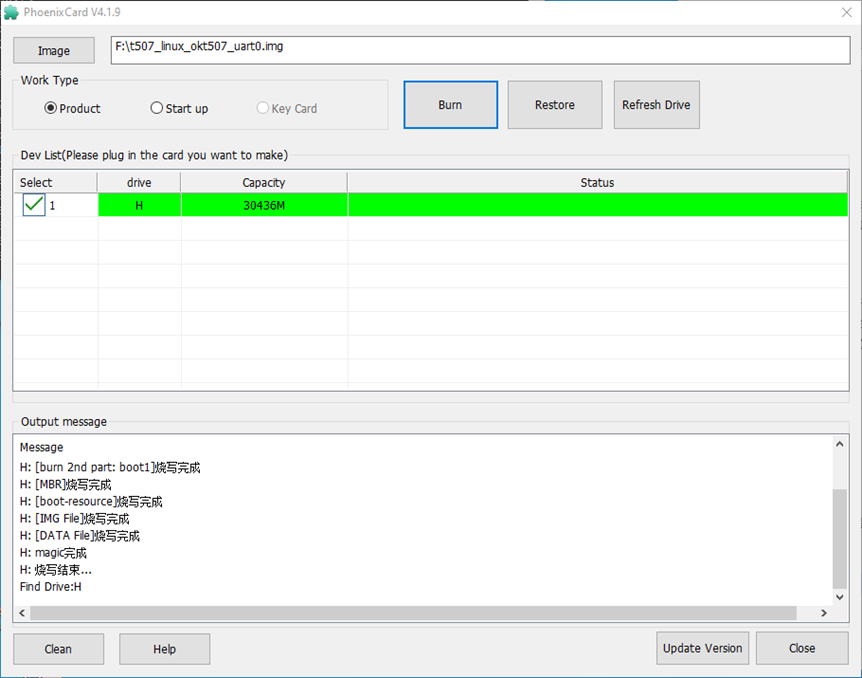 PhoenixCard V4.1.9
Image
F:\t507_linux_okt507_uart0.img
Work Type
Product
Start up
Key Card
Burn
Restore
Refresh Drive
Dev List(Please plug in the card you want to make)
Select drive Capacity Status
1 H 30436M
Output message
Message
H: [burn 2nd part: boot1]烧写完成
H: [MBR]烧写完成
H: [boot-resource]烧写完成
H: [IMG File]烧写完成
H: [DATA File]烧写完成
H: magic完成
H: 烧写结束...
Find Drive:H
Clean
Help
Update Version
Close